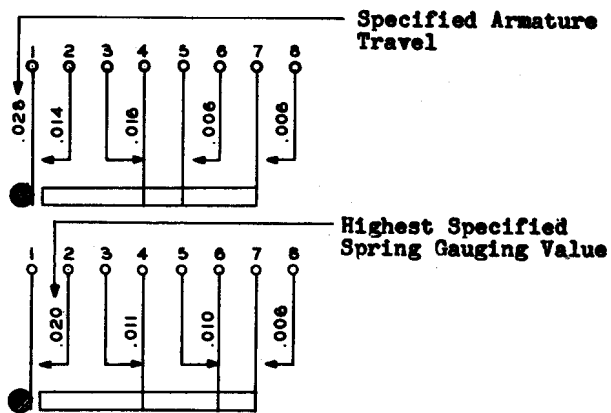 Specified Armature
Travel
1 2 3 4 5 6 7 8
.028 .014 .016 .006 .006
Highest Specified
Spring Gauging Value
1 2 3 4 5 6 7 8
.020 .011 .010 .006